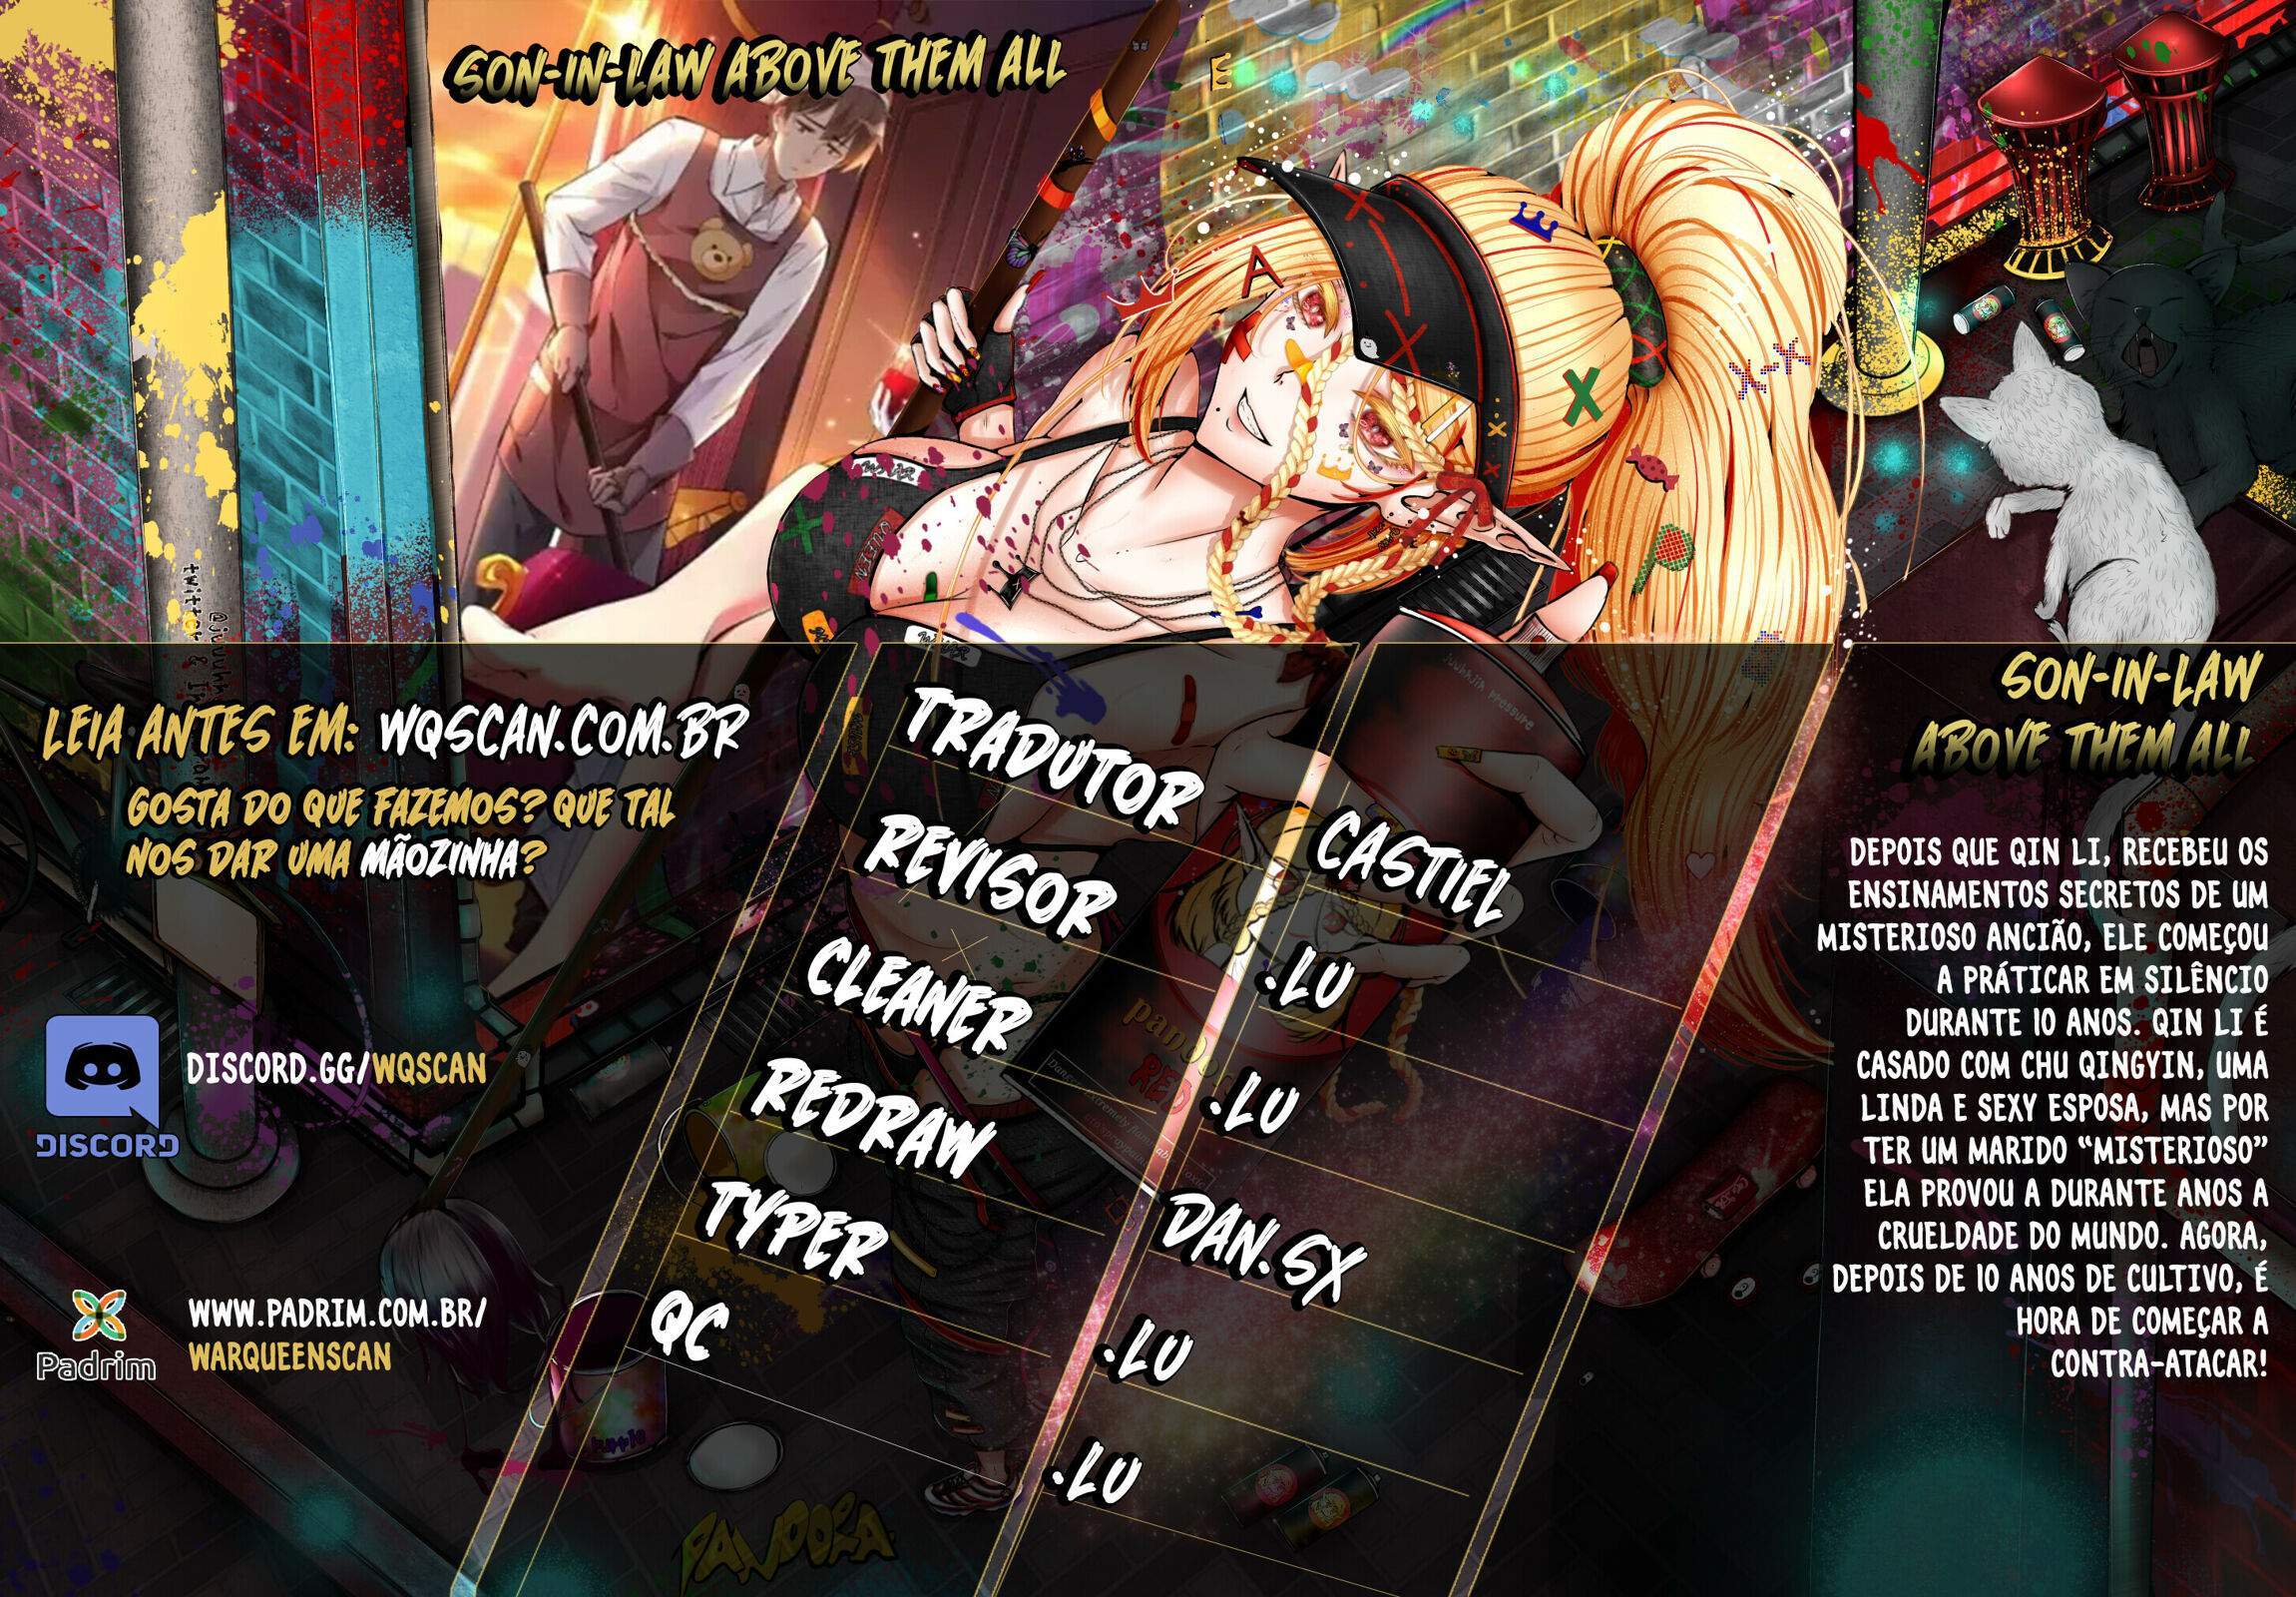 SON-IN-LAW ABOVE THEM ALL
E
A
X
X-X
P
LEIA ANTES EM: WQSCAN.COM.BR
GOSTA DO QUE FAZEMOS? QUE TAL
NOS DAR UMA MÃOZINHA?
DISCORD.GG/WQSCAN
DISCORD
WWW.PADRIM.COM.BR/
WARQUEENSCAN
Padrim
TRADUTOR
CASTIEL
REVISOR
.LU
CLEANER
.LU
REDRAW
DAN.SX
TYPER
.LU
QC
.LU
PANDORA
SON-IN-LAW
ABOVE THEM ALL
DEPOIS QUE QIN LI, RECEBEU OS
ENSINAMENTOS SECRETOS DE UM
MISTERIOSO ANCIÃO, ELE COMEÇOU
A PRÁTICAR EM SILÊNCIO
DURANTE 10 ANOS. QIN LI É
CASADO COM CHU QINGYIN, UMA
LINDA E SEXY ESPOSA, MAS POR
TER UM MARIDO “MISTERIOSO”
ELA PROVOU A DURANTE ANOS A
CRUELDADE DO MUNDO. AGORA,
DEPOIS DE 10 ANOS DE CULTIVO, É
HORA DE COMEÇAR A
CONTRA-ATACAR!